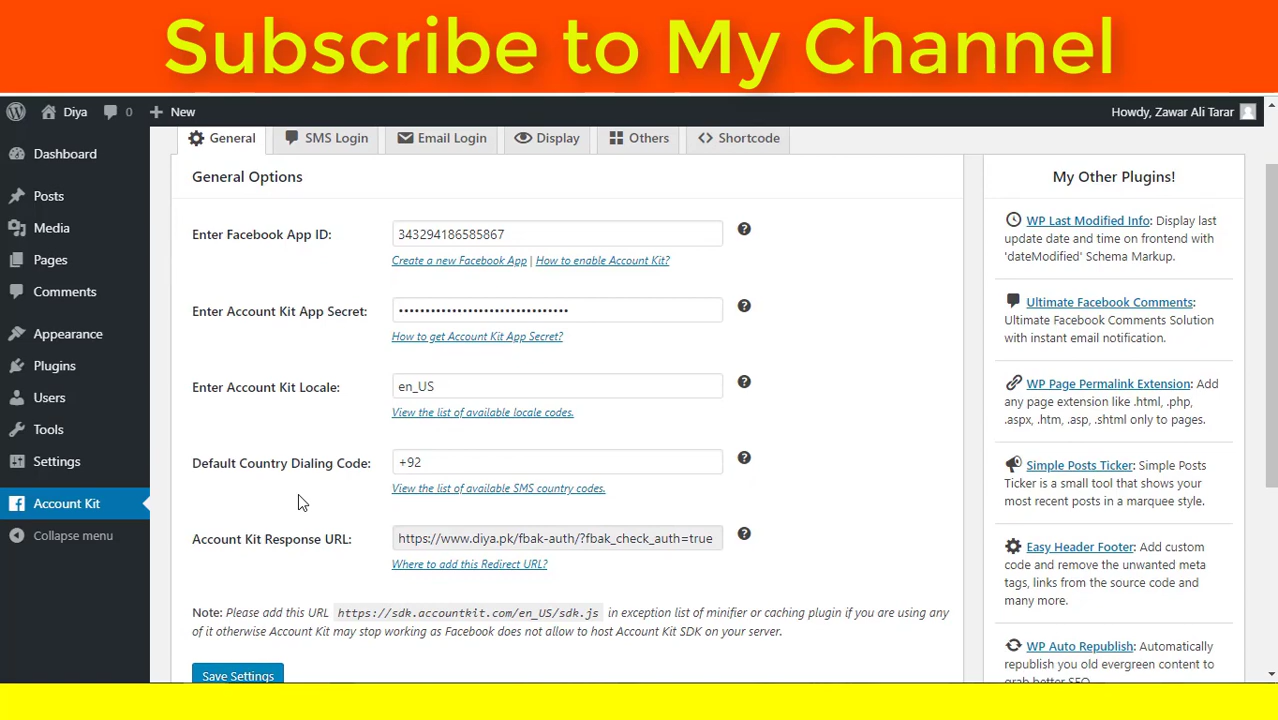 Subscribe to My Channel
Diya 0 New Howdy, Zawar Ali Tarar
Dashboard
Posts
Media
Pages
Comments
Appearance
Plugins
Users
Tools
Settings
Account Kit
Collapse menu
General SMS Login Email Login Display Others Shortcode
General Options
Enter Facebook App ID: 343294186585867
Create a new Facebook App | How to enable Account Kit?
Enter Account Kit App Secret: ••••••••••••••••••••••••••••••••
How to get Account Kit App Secret?
Enter Account Kit Locale: en_US
View the list of available locale codes.
Default Country Dialing Code: +92
View the list of available SMS country codes.
Account Kit Response URL: https://www.diya.pk/fbak-auth/?fbak_check_auth=true
Where to add this Redirect URL?
Note: Please add this URL https://sdk.accountkit.com/en_US/sdk.js in exception list of minifier or caching plugin if you are using any
of it otherwise Account Kit may stop working as Facebook does not allow to host Account Kit SDK on your server.
Save Settings
My Other Plugins!
WP Last Modified Info: Display last
update date and time on frontend with
'dateModified' Schema Markup.
Ultimate Facebook Comments:
Ultimate Facebook Comments Solution
with instant email notification.
WP Page Permalink Extension: Add
any page extension like .html, .php,
.aspx, .htm, .asp, .shtml only to pages.
Simple Posts Ticker: Simple Posts
Ticker is a small tool that shows your
most recent posts in a marquee style.
Easy Header Footer: Add custom
code and remove the unwanted meta
tags, links from the source code and
many more.
WP Auto Republish: Automatically
republish you old evergreen content to
grab better SEO.